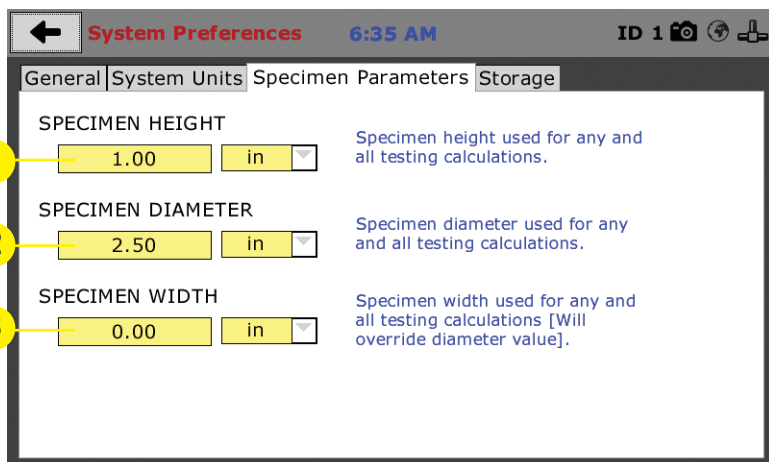 System Preferences 6:35 AM ID 1
General System Units Specimen Parameters Storage
SPECIMEN HEIGHT
1.00 in
Specimen height used for any and
all testing calculations.
SPECIMEN DIAMETER
2.50 in
Specimen diameter used for any
and all testing calculations.
SPECIMEN WIDTH
0.00 in
Specimen width used for any and
all testing calculations [Will
override diameter value].